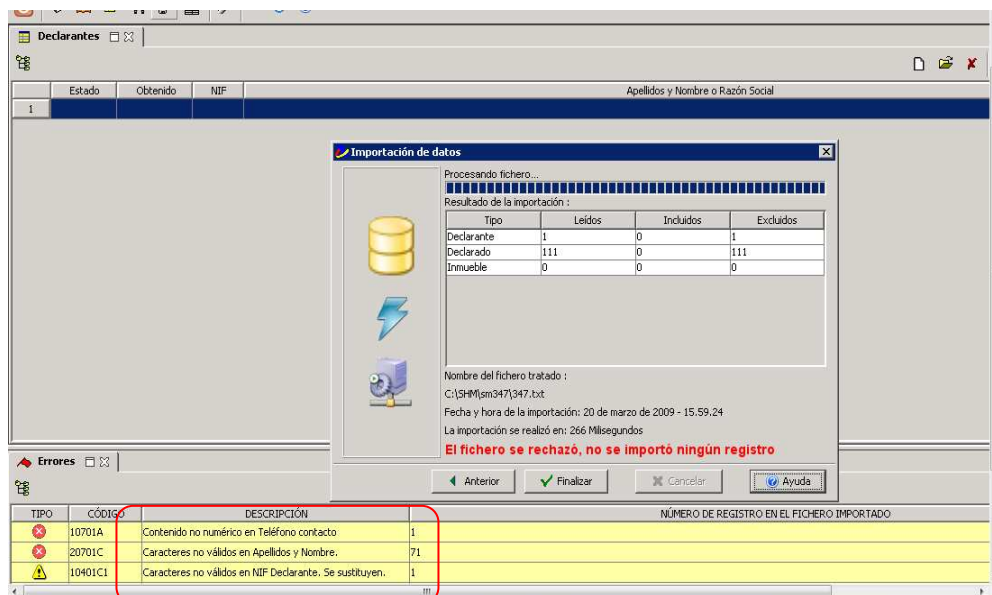 Declarantes
Estado Obtenido NIF Apellidos y Nombre o Razón Social
1
Importación de datos
Procesando fichero...
Resultado de la importación :
Tipo Leídos Incluidos Excluidos
Declarante 1 0 1
Declarado 111 0 111
Inmueble 0 0 0
Nombre del fichero tratado :
C:\SHM\sm347\347.txt
Fecha y hora de la importación: 20 de marzo de 2009 - 15.59.24
La importación se realizó en: 266 Milisegundos
El fichero se rechazó, no se importó ningún registro
Anterior Finalizar Cancelar Ayuda
Errores
TIPO CÓDIGO DESCRIPCIÓN NÚMERO DE REGISTRO EN EL FICHERO IMPORTADO
10701A Contenido no numérico en Teléfono contacto 1
20701C Caracteres no válidos en Apellidos y Nombre. 71
10401C1 Caracteres no válidos en NIF Declarante. Se sustituyen. 1